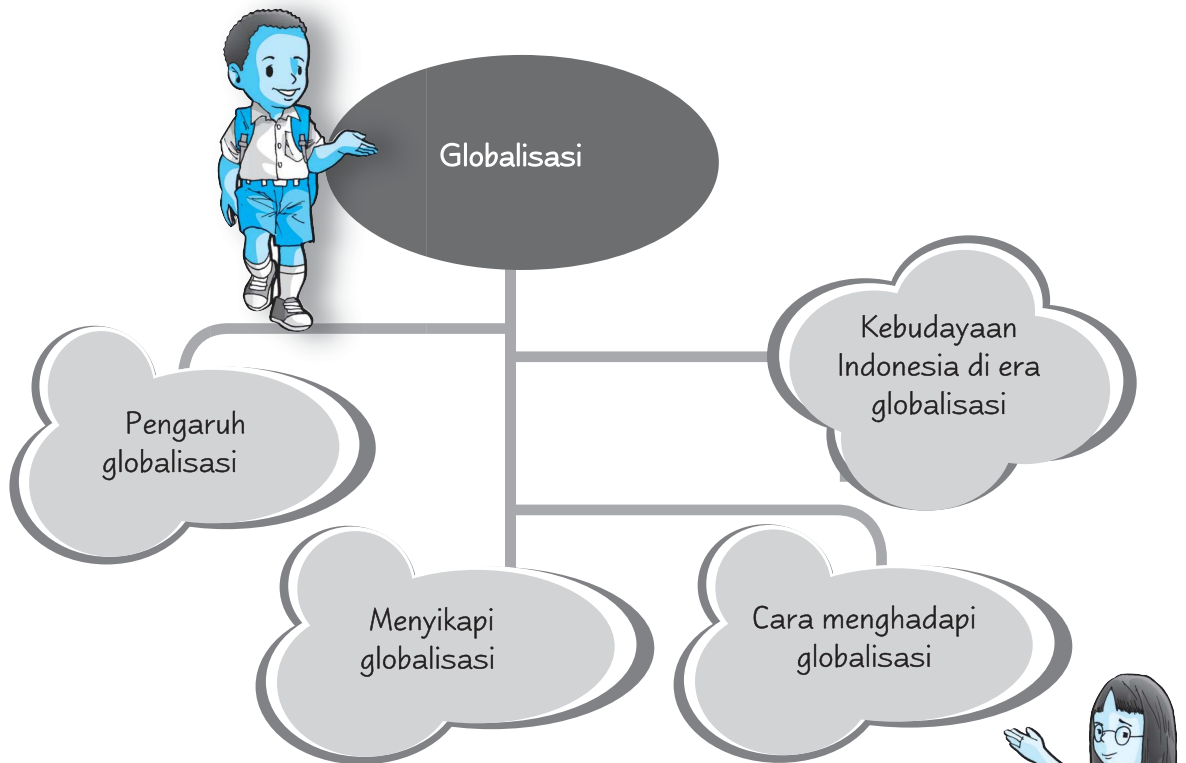 Globalisasi
Kebudayaan
Indonesia di era
globalisasi
Pengaruh
globalisasi
Menyikapi
globalisasi
Cara menghadapi
globalisasi